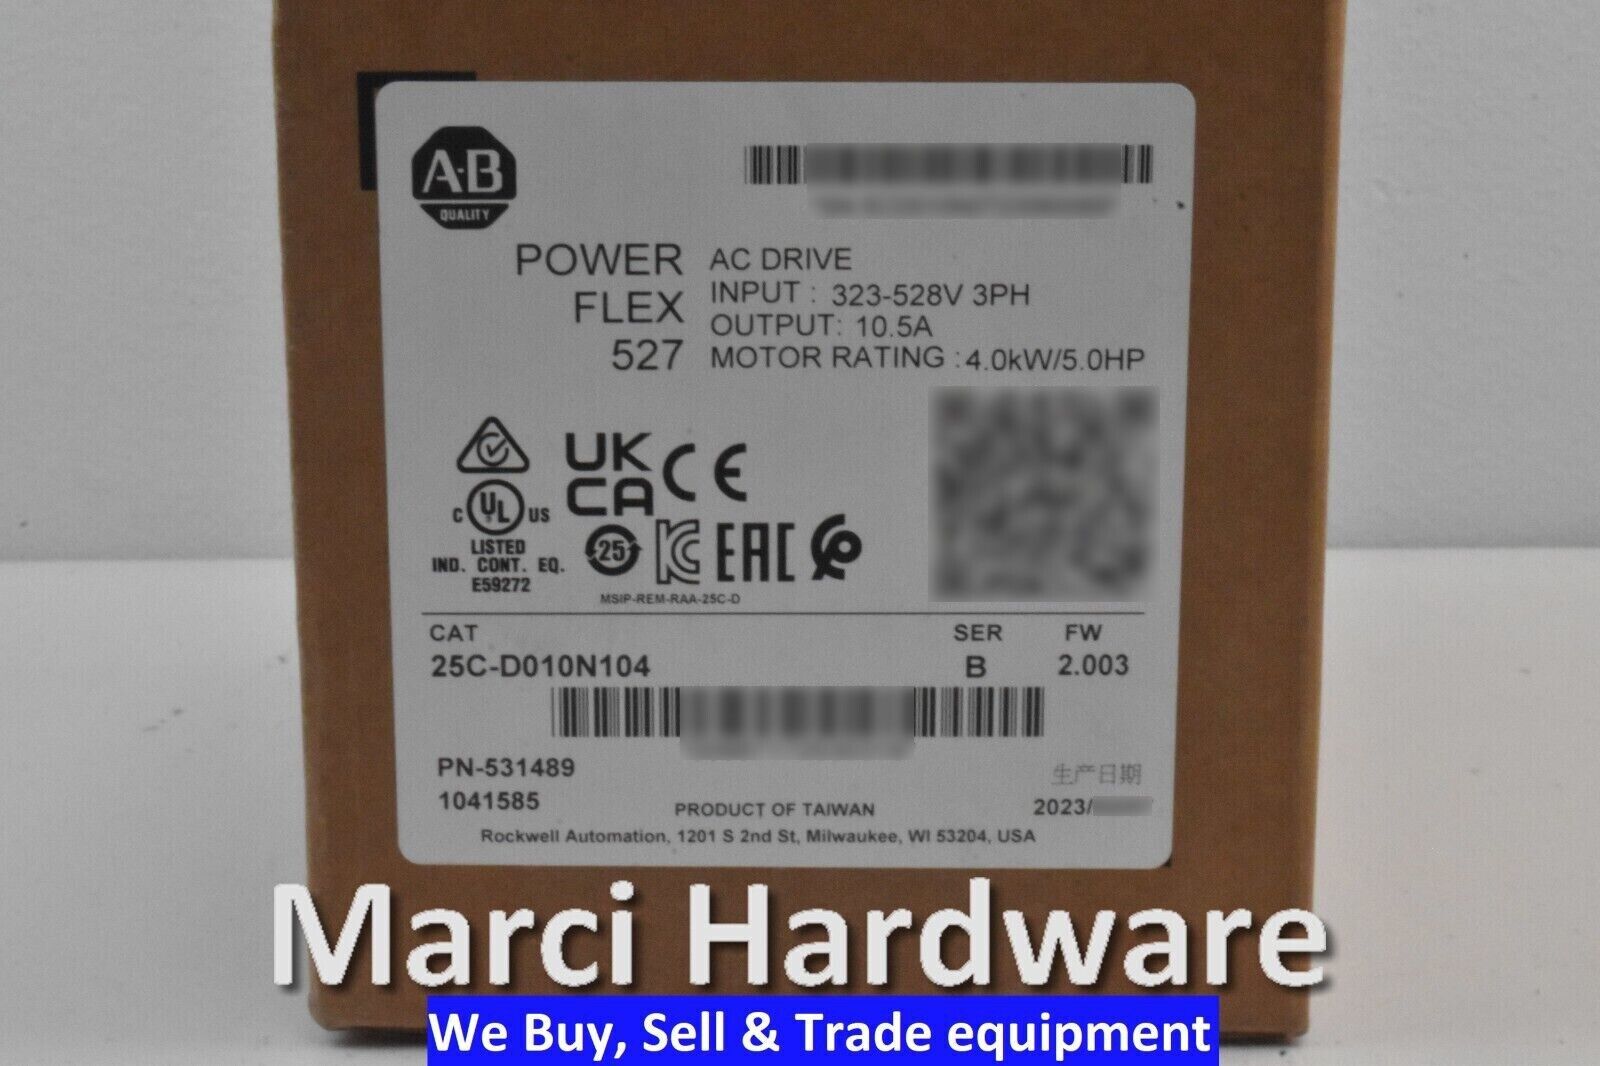 A-B
QUALITY
POWER
FLEX
527
AC DRIVE
INPUT : 323-528V 3PH
OUTPUT: 10.5A
MOTOR RATING : 4.0kW/5.0HP
UK
CA
CE
C UL US
LISTED
IND. CONT. EQ.
E59272
25
KC
EAC
MSIP-REM-RAA-25C-D
CAT
25C-D010N104
SER
B
FW
2.003
PN-531489
1041585
PRODUCT OF TAIWAN
生产日期
2023/
Rockwell Automation, 1201 S 2nd St, Milwaukee, WI 53204, USA
Marci Hardware
We Buy, Sell & Trade equipment